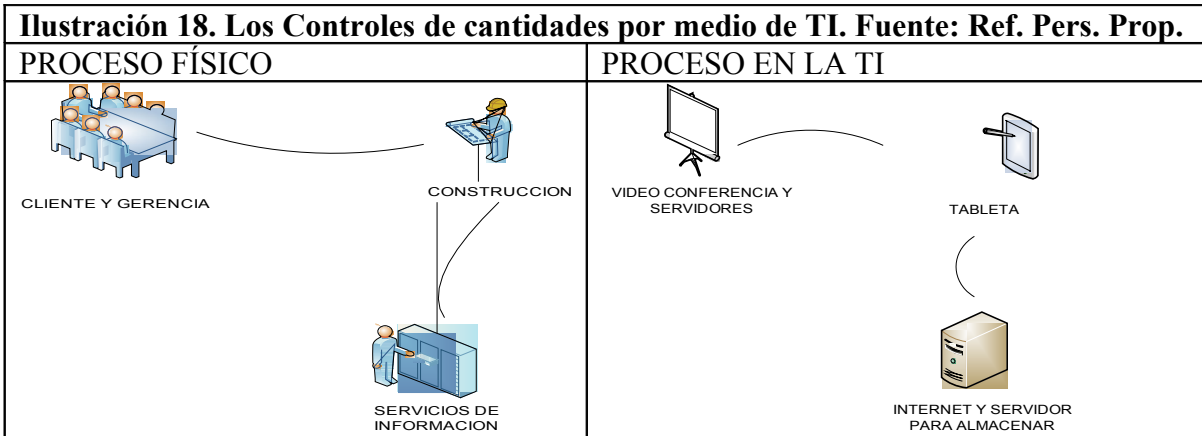 Ilustración 18. Los Controles de cantidades por medio de TI. Fuente: Ref. Pers. Prop.
PROCESO FÍSICO
PROCESO EN LA TI
CLIENTE Y GERENCIA
CONSTRUCCION
SERVICIOS DE
INFORMACION
VIDEO CONFERENCIA Y
SERVIDORES
TABLETA
INTERNET Y SERVIDOR
PARA ALMACENAR